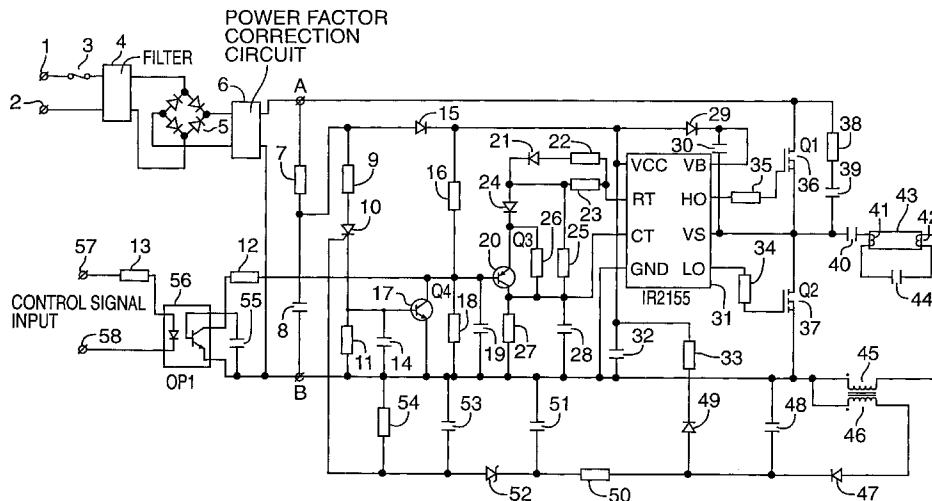 POWER FACTOR
CORRECTION
CIRCUIT
1 3 4 FILTER
2
5
6
A
7
8
B
9
10
11
15
16
17
Q4
14
18
19
20
Q3
21
22
23
24
25
26
27
28
29
30
VCC VB
RT HO
CT VS
GND LO
IR2155
31
32
33
34
35
Q1
36
Q2
37
38
39
40
41
43
42
44
45
46
47
48
49
50
51
52
53
54
57 13 56 12
CONTROL SIGNAL
INPUT
55
58
OP1